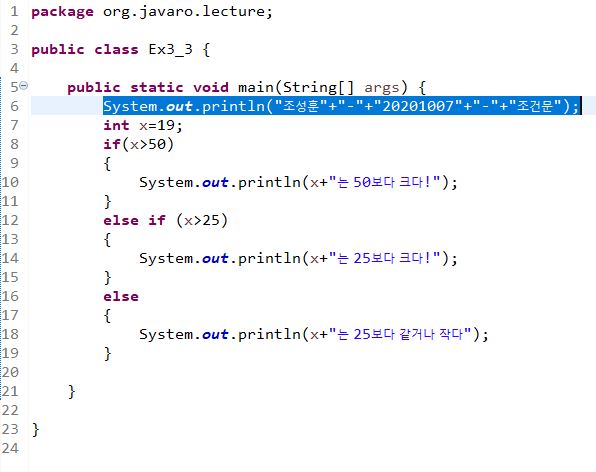 1 package org.javaro.lecture;
2
3 public class Ex3_3 {
4
5 public static void main(String[] args) {
6 System.out.println("조성훈"+"-"+"20201007"+"-"+"조건문");
7 int x=19;
8 if(x>50)
9 {
10 System.out.println(x+"는 50보다 크다!");
11 }
12 else if (x>25)
13 {
14 System.out.println(x+"는 25보다 크다!");
15 }
16 else
17 {
18 System.out.println(x+"는 25보다 같거나 작다");
19 }
20
21 }
22
23 }
24